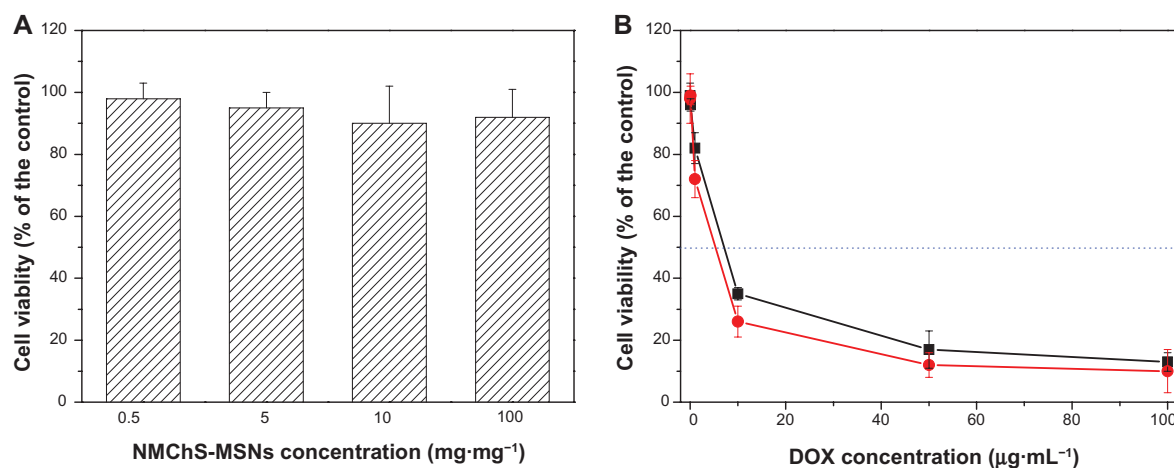 A
Cell viablity (% of the control)
120
100
80
60
40
20
0
0.5 5 10 100
NMChS-MSNs concentration (mg·mg⁻¹)
B
Cell viability (% of the control)
120
100
80
60
40
20
0
0 20 40 60 80 100
DOX concentration (µg·mL⁻¹)